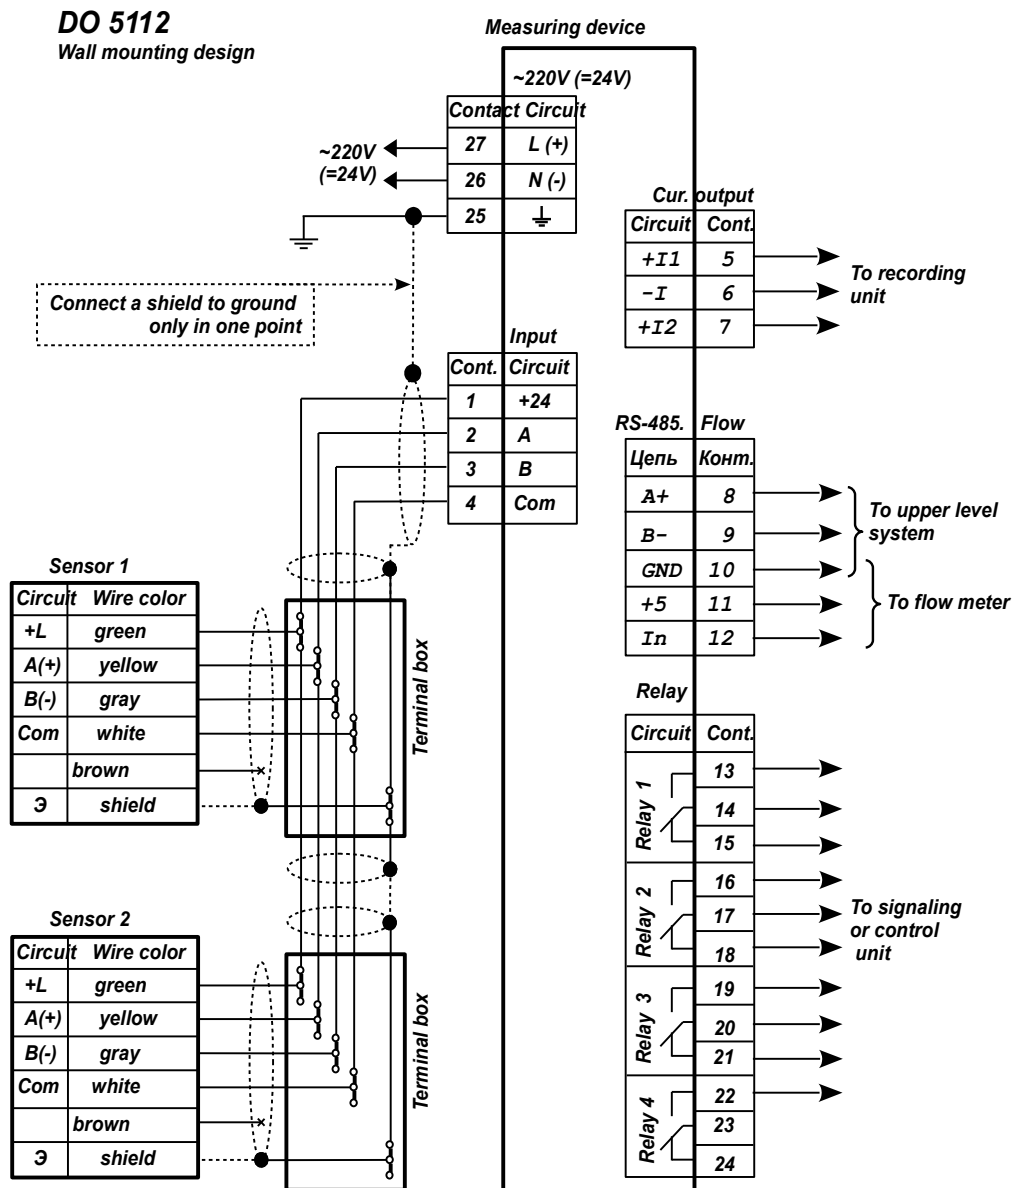 DO 5112
Wall mounting design
Measuring device
~220V (=24V)
Contact Circuit
27 L (+)
26 N (-)
25
~220V
(=24V)
Connect a shield to ground
only in one point
Input
Cont. Circuit
1 +24
2 A
3 B
4 Com
Cur. output
Circuit Cont.
+I1 5
-I 6
+I2 7
To recording
unit
RS-485. Flow
Цепь Конт.
A+ 8
B- 9
GND 10
+5 11
In 12
To upper level
system
To flow meter
Sensor 1
Circuit Wire color
+L green
A(+) yellow
B(-) gray
Com white
brown
Э shield
Terminal box
Sensor 2
Circuit Wire color
+L green
A(+) yellow
B(-) gray
Com white
brown
Э shield
Terminal box
Relay
Circuit Cont.
Relay 1
13
14
15
Relay 2
16
17
18
Relay 3
19
20
21
Relay 4
22
23
24
To signaling
or control
unit